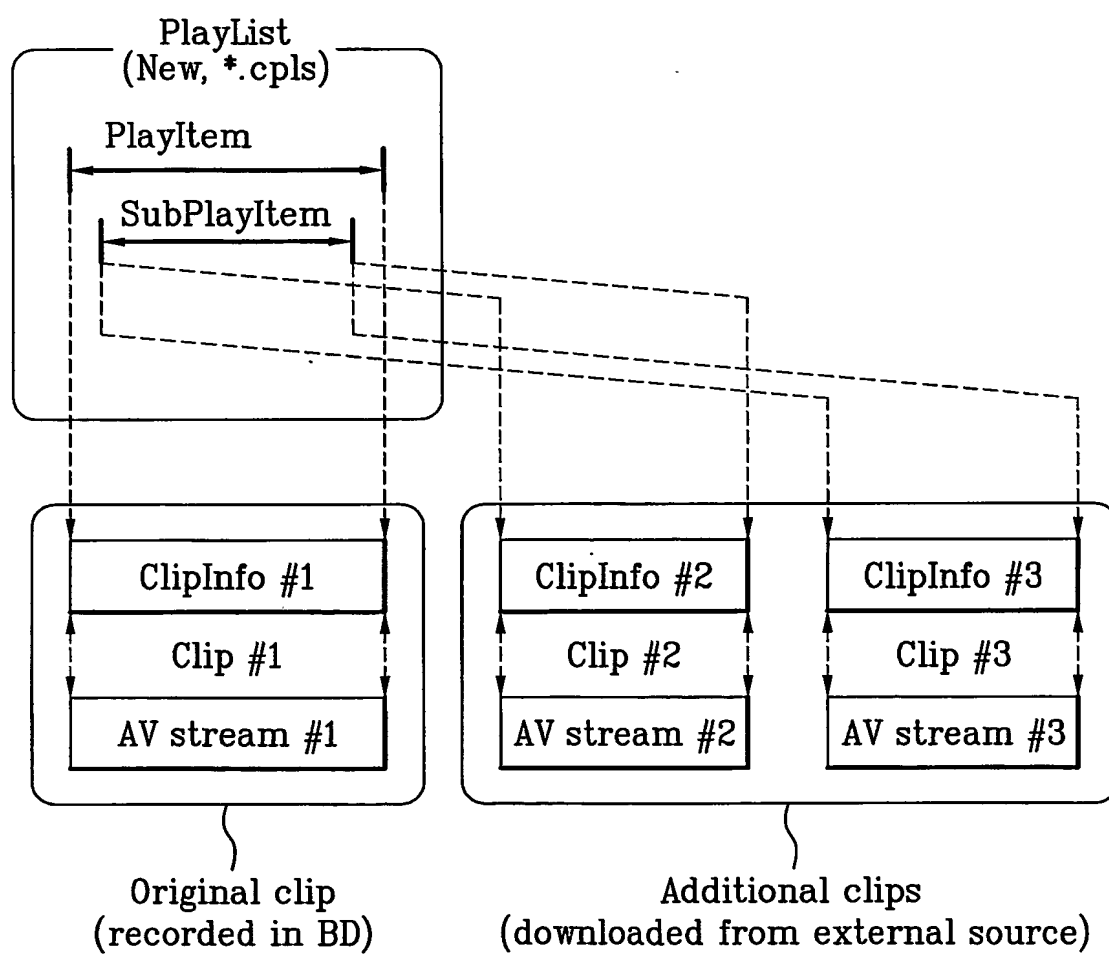 PlayList
(New, *.cpls)
PlayItem
SubPlayItem
ClipInfo #1
ClipInfo #2
ClipInfo #3
Clip #1
Clip #2
Clip #3
AV stream #1
AV stream #2
AV stream #3
Original clip
(recorded in BD)
Additional clips
(downloaded from external source)